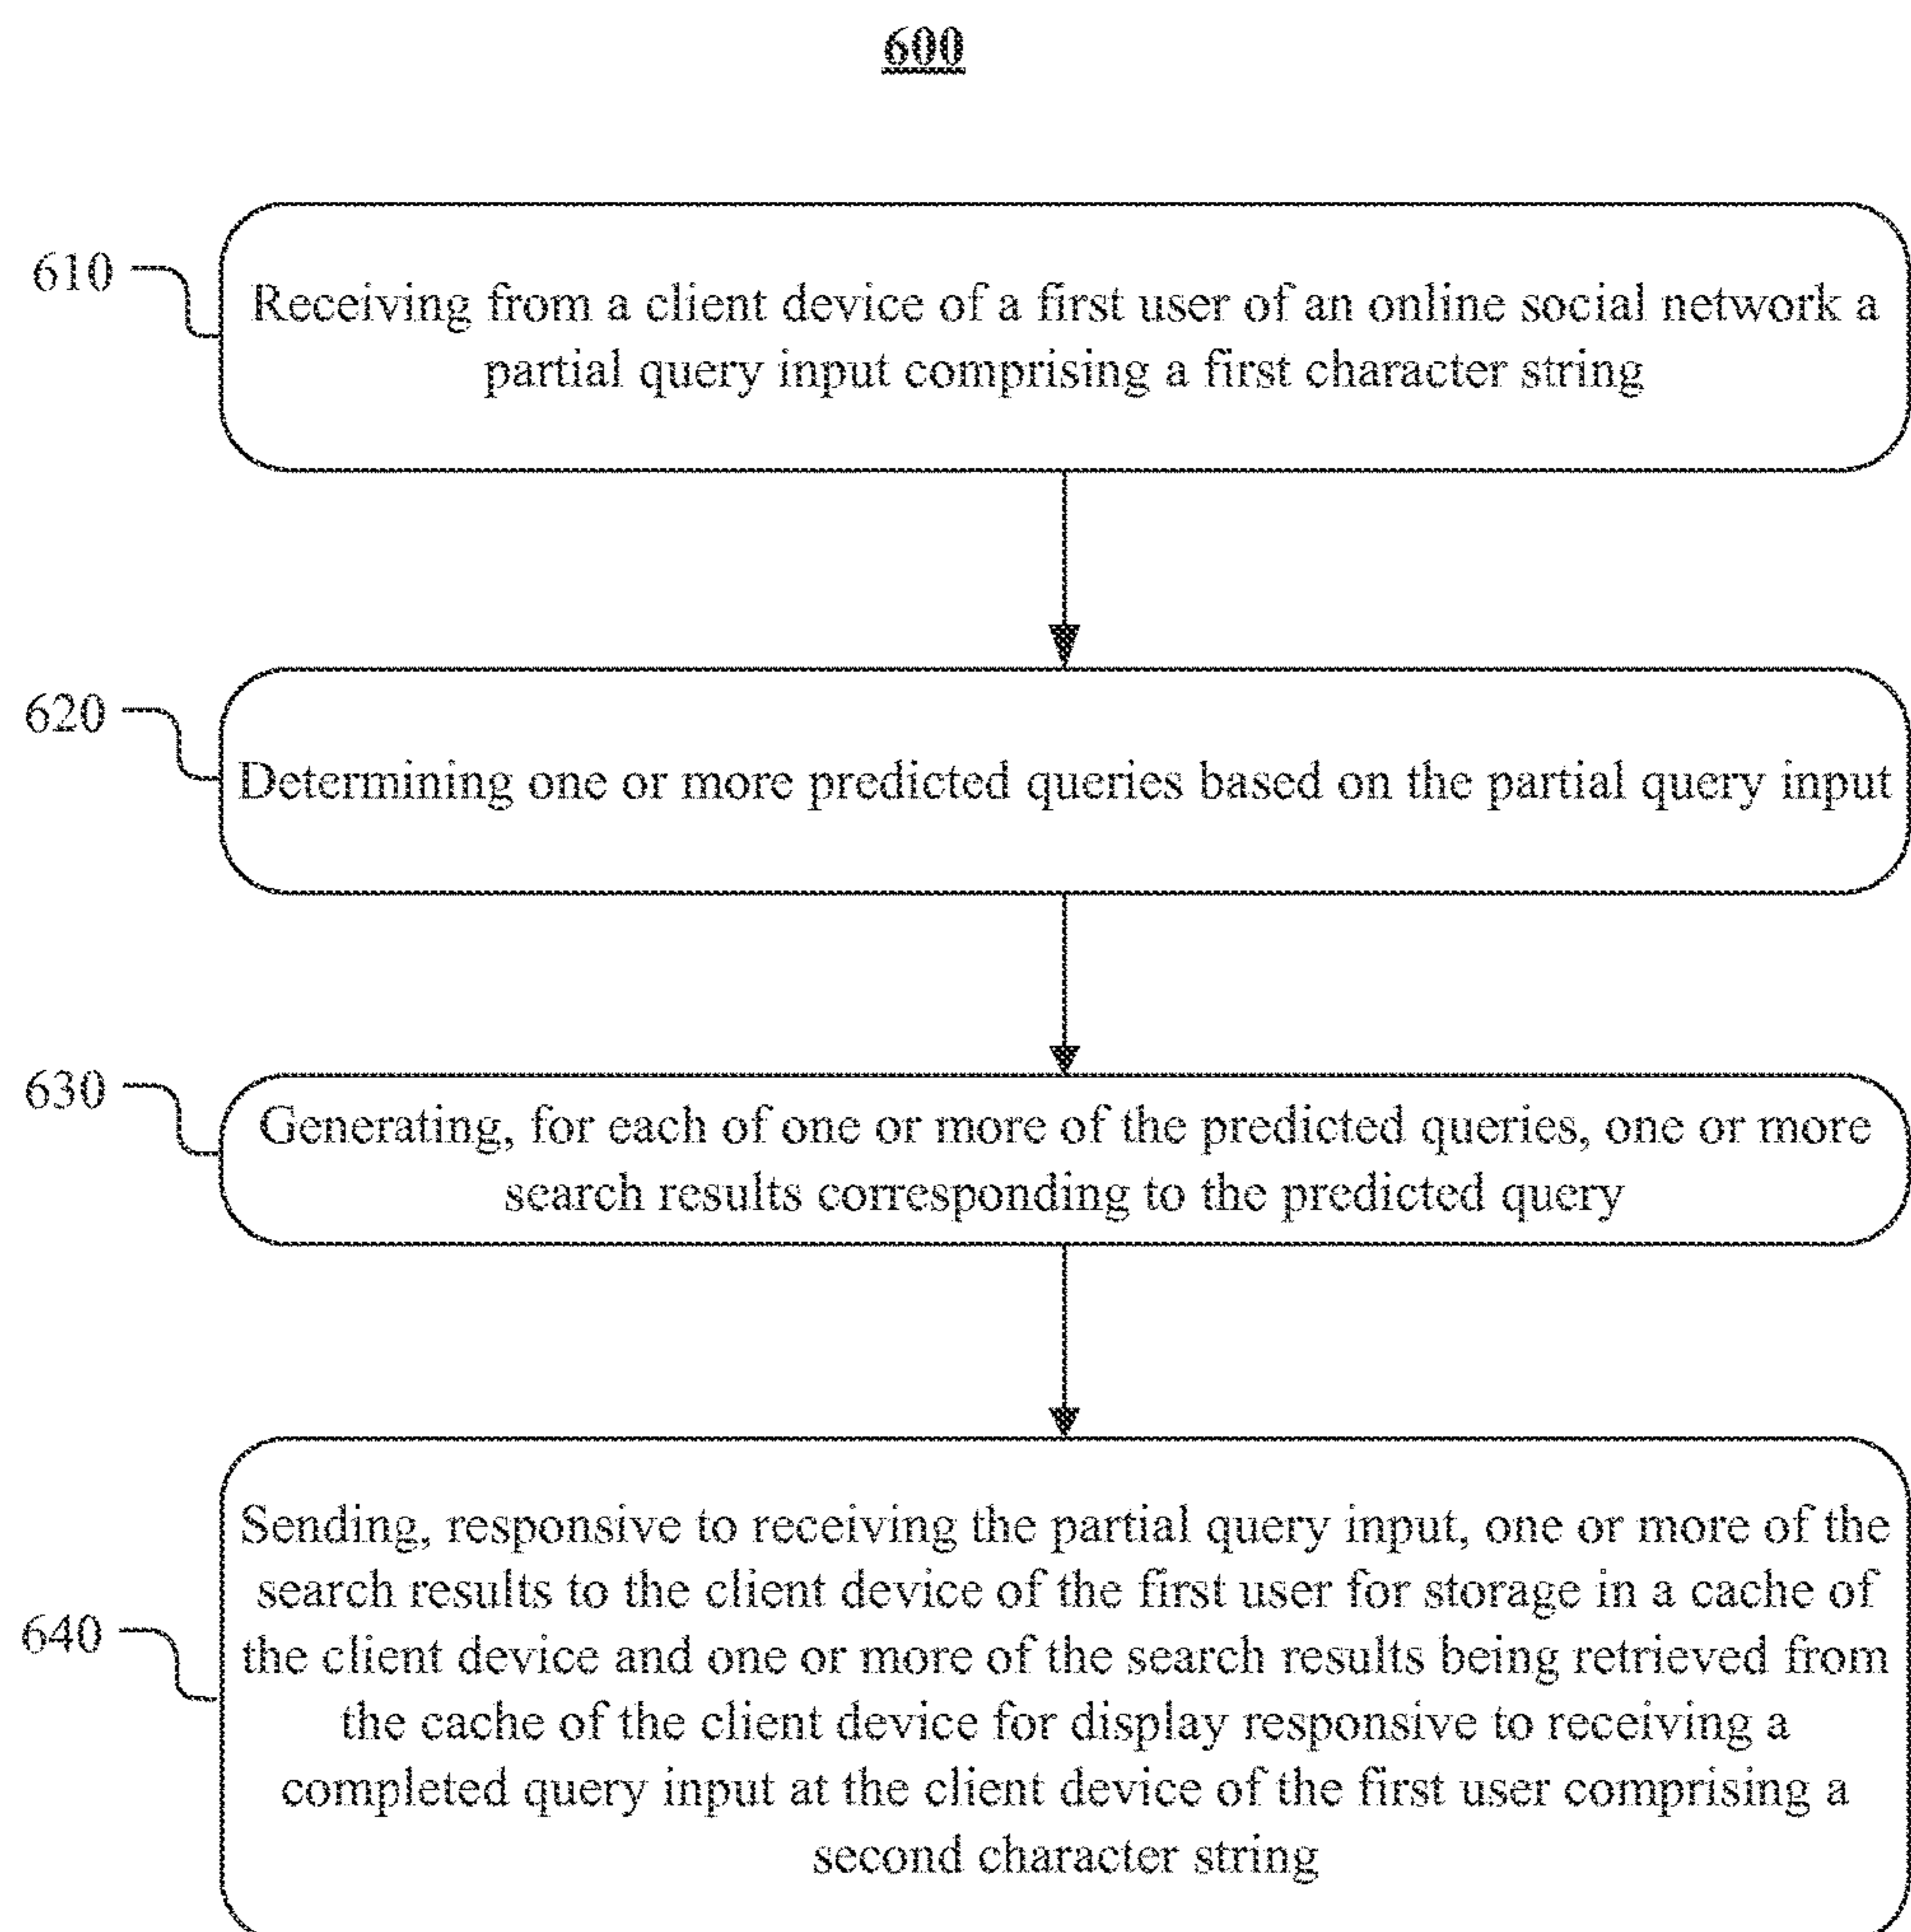 600
610
Receiving from a client device of a first user of an online social network a
partial query input comprising a first character string
620
Determining one or more predicted queries based on the partial query input
630
Generating, for each of one or more of the predicted queries, one or more
search results corresponding to the predicted query
640
Sending, responsive to receiving the partial query input, one or more of the
search results to the client device of the first user for storage in a cache of
the client device and one or more of the search results being retrieved from
the cache of the client device for display responsive to receiving a
completed query input at the client device of the first user comprising a
second character string